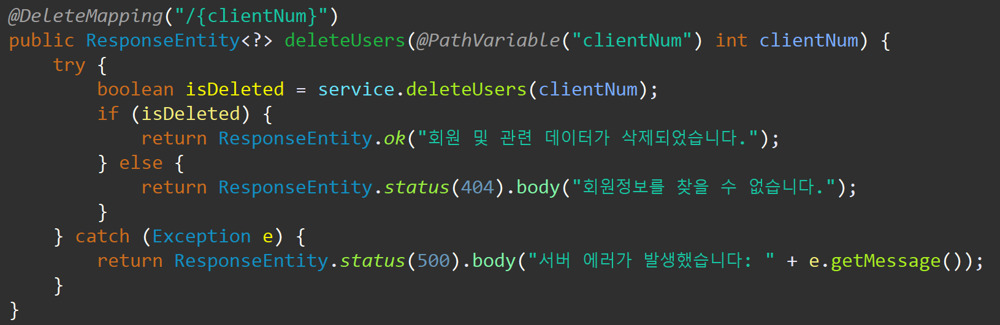 @DeleteMapping("/{clientNum}")
public ResponseEntity<?> deleteUsers(@PathVariable("clientNum") int clientNum) {
    try {
        boolean isDeleted = service.deleteUsers(clientNum);
        if (isDeleted) {
            return ResponseEntity.ok("회원 및 관련 데이터가 삭제되었습니다.");
        } else {
            return ResponseEntity.status(404).body("회원정보를 찾을 수 없습니다.");
        }
    } catch (Exception e) {
        return ResponseEntity.status(500).body("서버 에러가 발생했습니다: " + e.getMessage());
    }
}